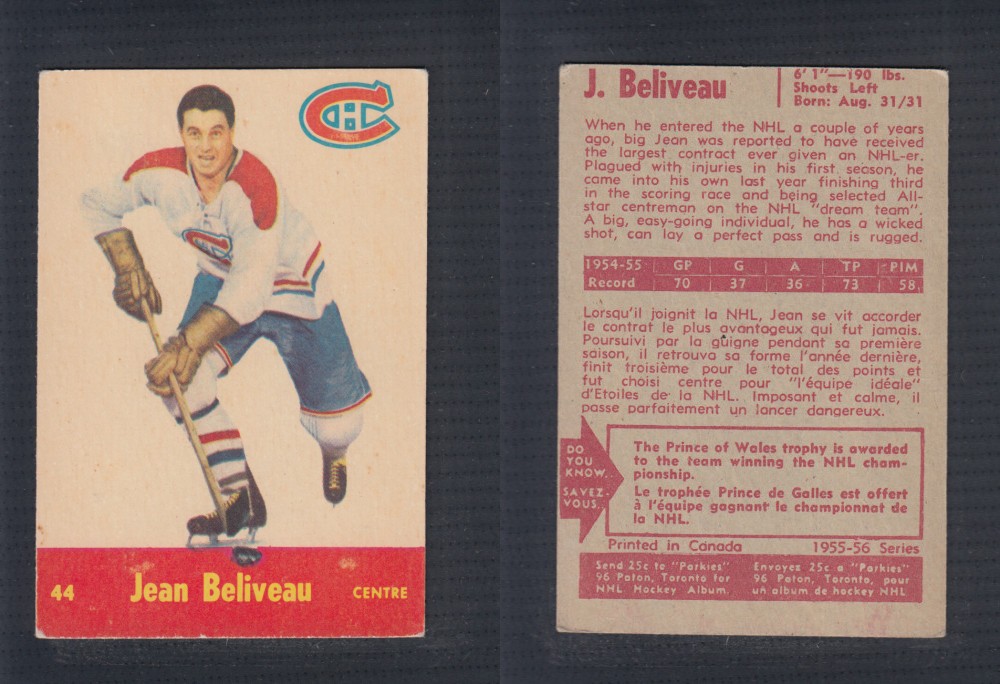 44 Jean Beliveau CENTRE
J. Beliveau
6' 1"—190 lbs.
Shoots Left
Born: Aug. 31/31
When he entered the NHL a couple of years
ago, big Jean was reported to have received
the largest contract ever given an NHL-er.
Plagued with injuries in his first season, he
came into his own last year finishing third
in the scoring race and being selected All-
star centreman on the NHL "dream team".
A big, easy-going individual, he has a wicked
shot, can lay a perfect pass and is rugged.
1954-55 GP G A TP PIM
Record 70 37 36 73 58
Lorsqu'il joignit la NHL, Jean se vit accorder
le contrat le plus avantageux qui fut jamais.
Poursuivi par la guigne pendant sa première
saison, il retrouva sa forme l'année dernière,
finit troisième pour le total des points et
fut choisi centre pour "l'équipe idéale"
d'Etoiles de la NHL. Imposant et calme, il
passe parfaitement un lancer dangereux.
DO
YOU
KNOW..
SAVEZ-
VOUS..
The Prince of Wales trophy is awarded
to the team winning the NHL cham-
pionship.
Le trophée Prince de Galles est offert
à l'équipe gagnant le championnat de
la NHL.
Printed in Canada 1955-56 Series
Send 25c to "Parkies"
96 Paton, Toronto for
NHL Hockey Album.
Envoyez 25c a "Parkies"
96 Paton, Toronto, pour
un album de hockey NHL